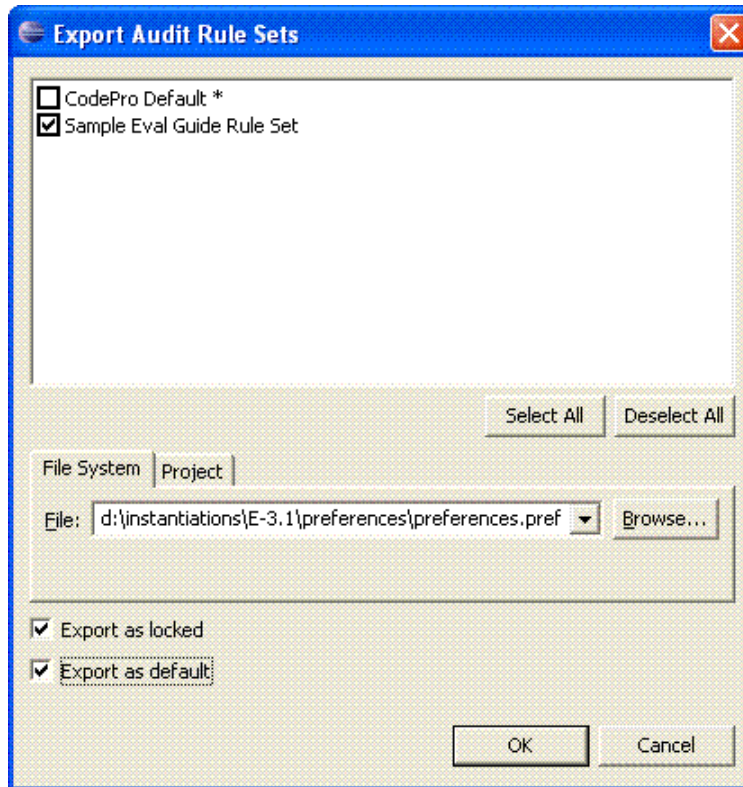 Export Audit Rule Sets
CodePro Default *
Sample Eval Guide Rule Set
Select All Deselect All
File System Project
File: d:\instantiations\E-3.1\preferences\preferences.pref Browse...
Export as locked
Export as default
OK Cancel